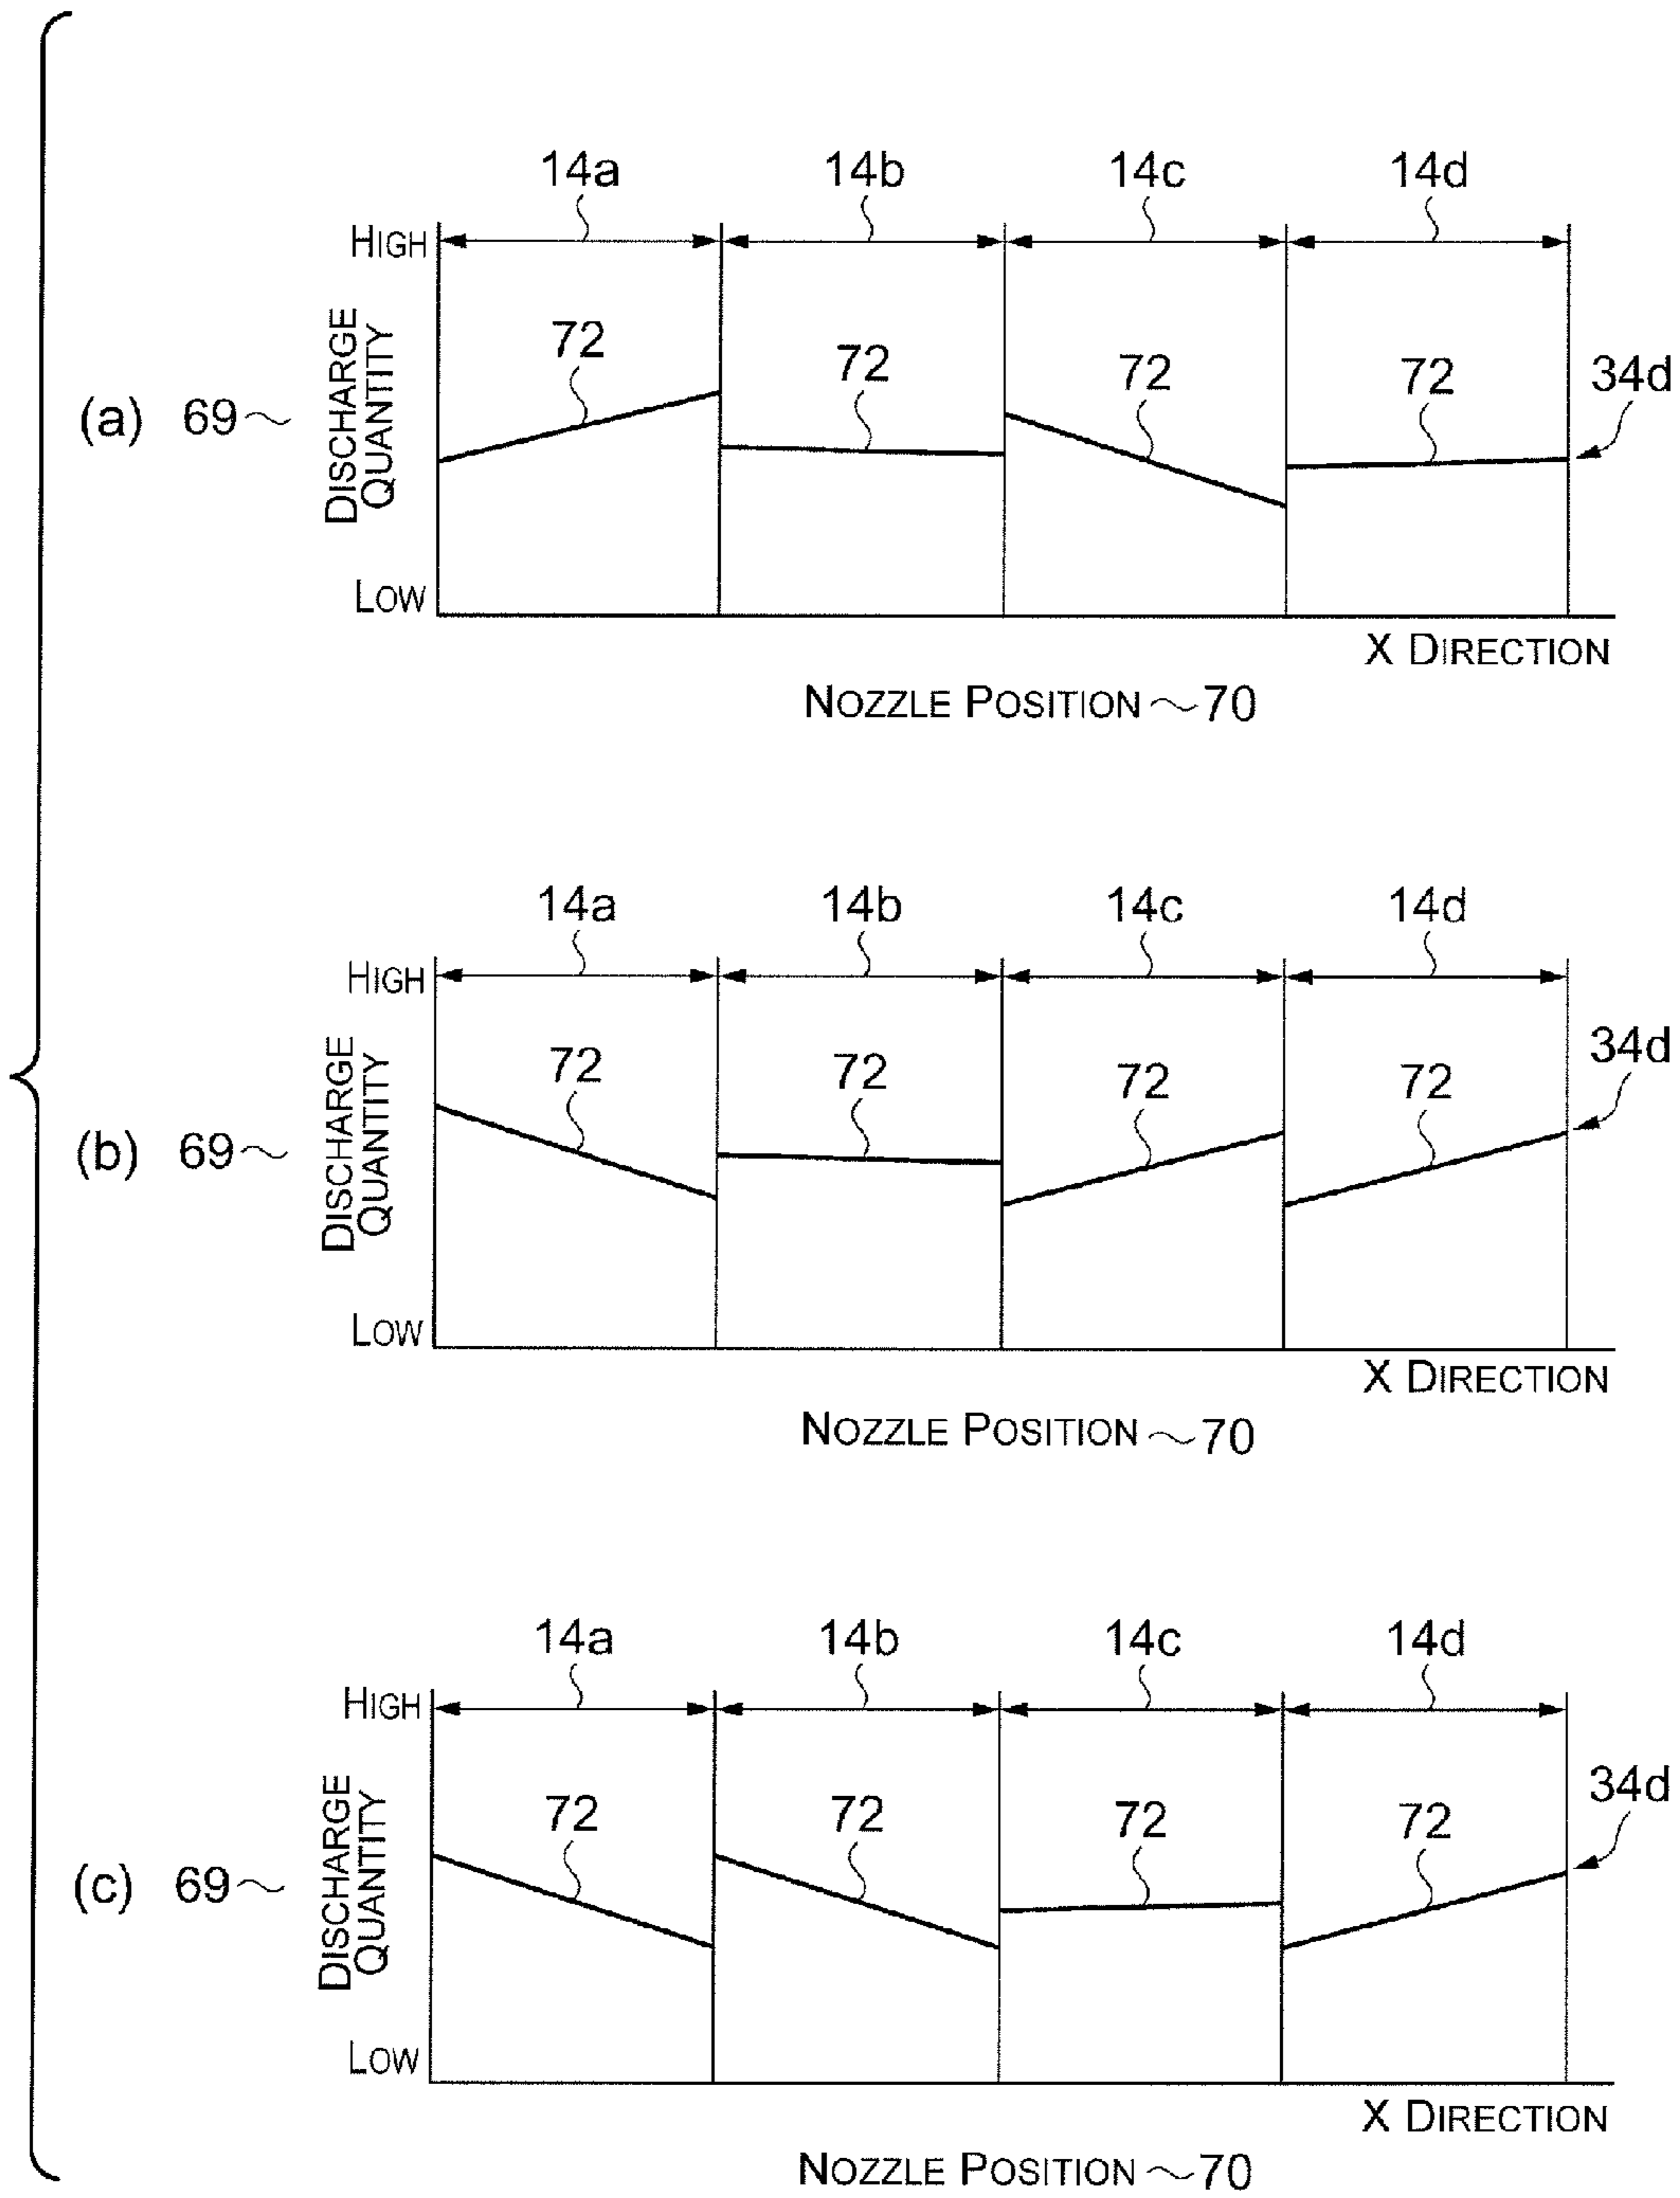 14a 14b 14c 14d
HIGH
72 72 72 72 34d
(a) 69 DISCHARGE QUANTITY
LOW
X DIRECTION
NOZZLE POSITION ~70
14a 14b 14c 14d
HIGH
72 72 72 72 34d
(b) 69 DISCHARGE QUANTITY
LOW
X DIRECTION
NOZZLE POSITION ~70
14a 14b 14c 14d
HIGH
72 72 72 72 34d
(c) 69 DISCHARGE QUANTITY
LOW
X DIRECTION
NOZZLE POSITION ~70